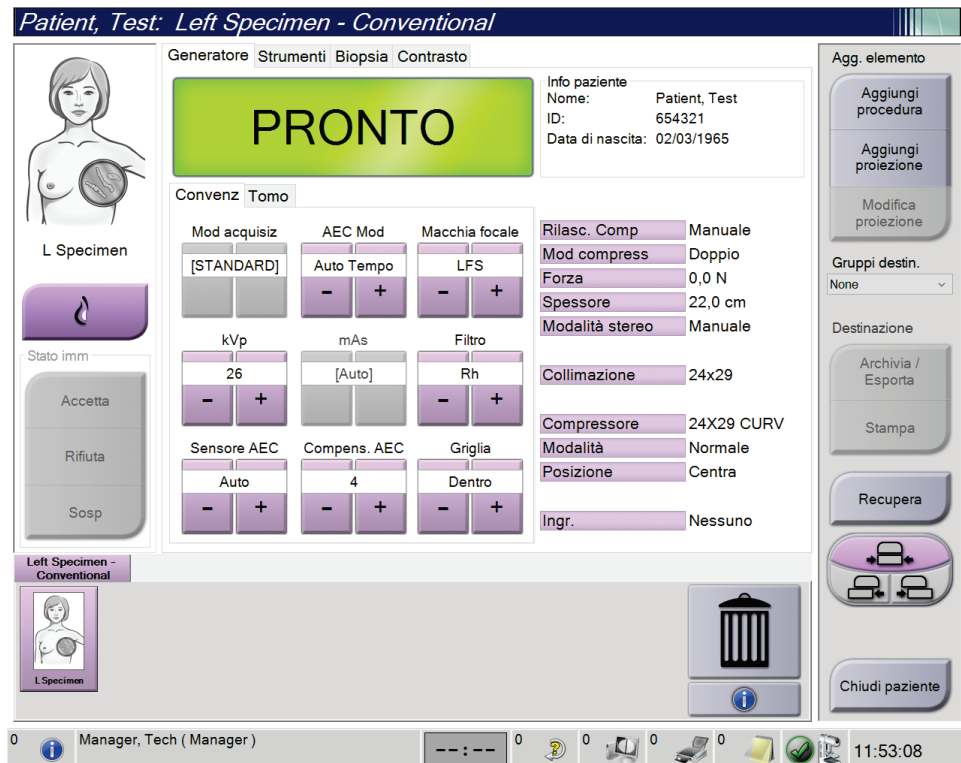 Patient, Test:  Left Specimen - Conventional
L Specimen
Stato imm
Accetta
Rifiuta
Sosp
Generatore Strumenti Biopsia Contrasto
PRONTO
Info paziente
Nome: Patient, Test
ID: 654321
Data di nascita: 02/03/1965
Convenz Tomo
Mod acquisiz AEC Mod Macchia focale
[STANDARD] Auto Tempo LFS
- + - +
kVp mAs Filtro
26 [Auto] Rh
- + - +
Sensore AEC Compens. AEC Griglia
Auto 4 Dentro
- + - + - +
Rilasc. Comp Manuale
Mod compress Doppio
Forza 0,0 N
Spessore 22,0 cm
Modalità stereo Manuale
Collimazione 24x29
Compressore 24X29 CURV
Modalità Normale
Posizione Centra
Ingr. Nessuno
Agg. elemento
Aggiungi
procedura
Aggiungi
proiezione
Modifica
proiezione
Gruppi destin.
None
Destinazione
Archivia /
Esporta
Stampa
Recupera
Chiudi paziente
Left Specimen -
Conventional
L Specimen
0 Manager, Tech ( Manager ) --:-- 0 0 0 0 11:53:08